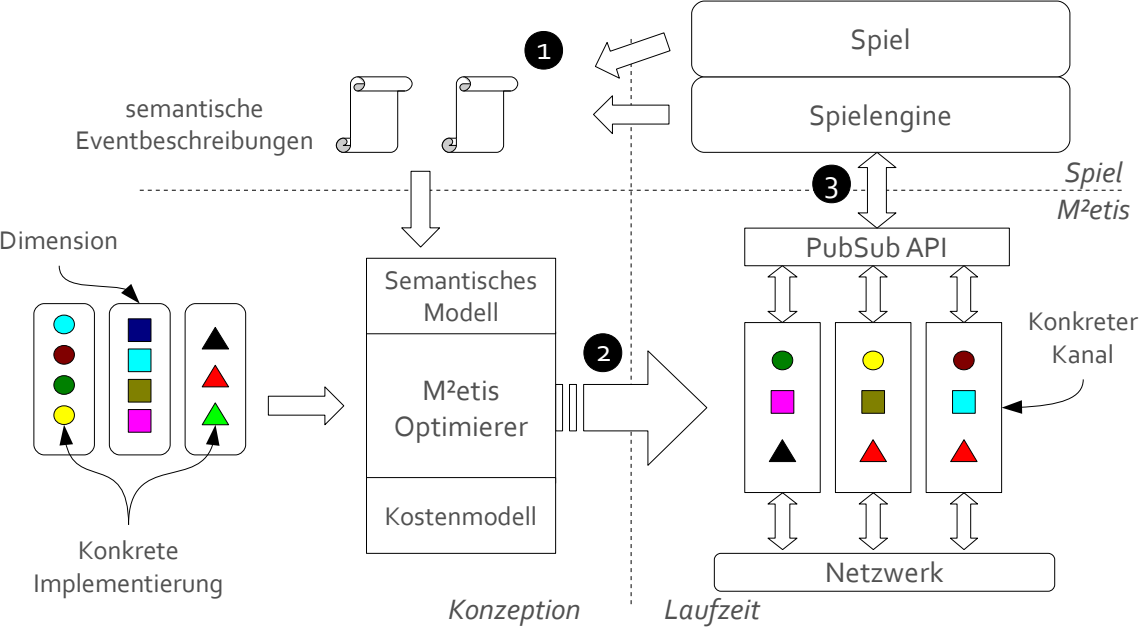 1
Spiel
semantische
Eventbeschreibungen
Spielengine
3
Spiel
M²etis
Dimension
PubSub API
Semantisches
Modell
Konkreter
Kanal
2
M²etis
Optimierer
Kostenmodell
Konkrete
Implementierung
Netzwerk
Konzeption
Laufzeit